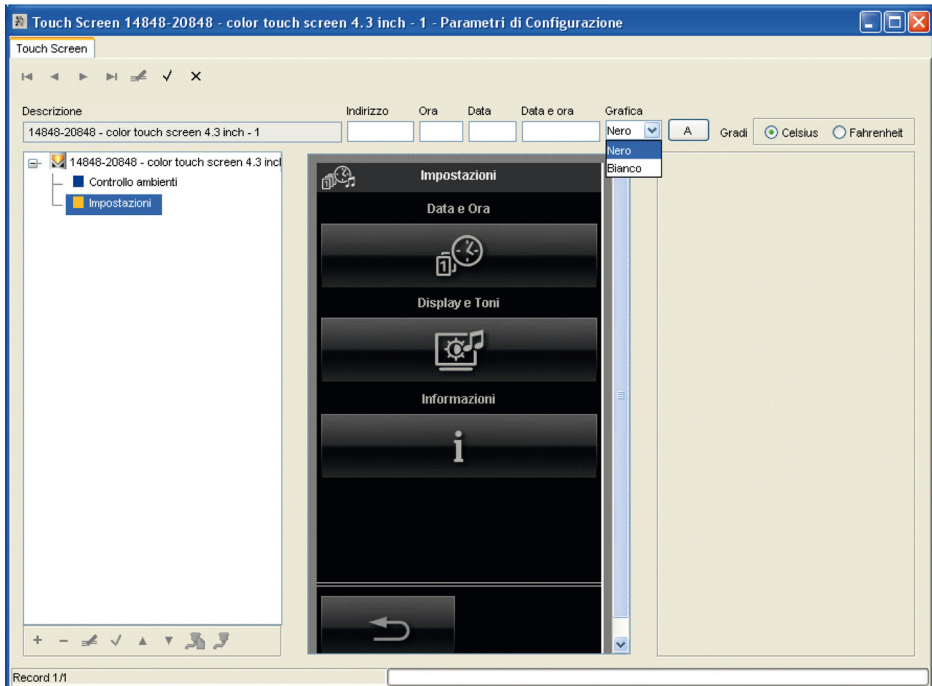 Touch Screen 14848-20848 - color touch screen 4.3 inch - 1 - Parametri di Configurazione
Touch Screen
Descrizione Indirizzo Ora Data Data e ora Grafica
14848-20848 - color touch screen 4.3 inch - 1 Nero A Gradi Celsius Fahrenheit
Nero
Bianco
14848-20848 - color touch screen 4.3 incl
Controllo ambienti
Impostazioni
Impostazioni
Data e Ora
1
Display e Toni
Informazioni
i
Record 1/1